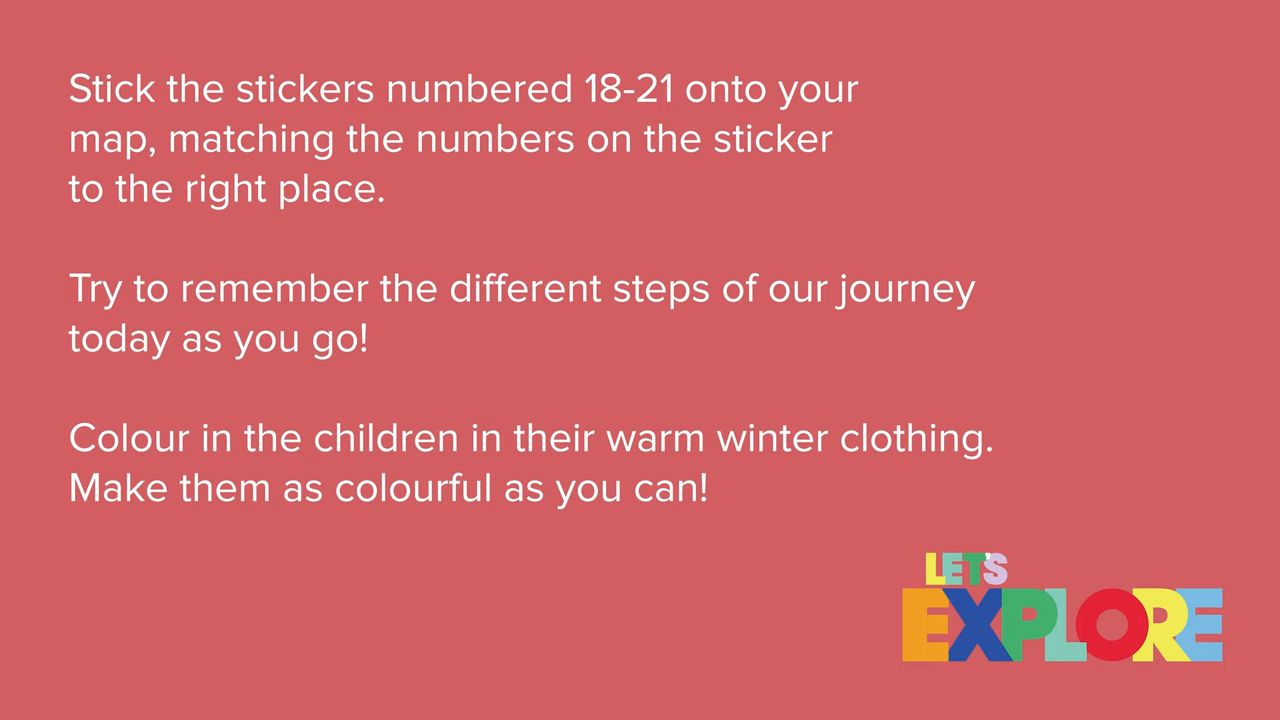 Stick the stickers numbered 18-21 onto your
map, matching the numbers on the sticker
to the right place.
Try to remember the different steps of our journey
today as you go!
Colour in the children in their warm winter clothing.
Make them as colourful as you can!
LET'S
EXPLORE